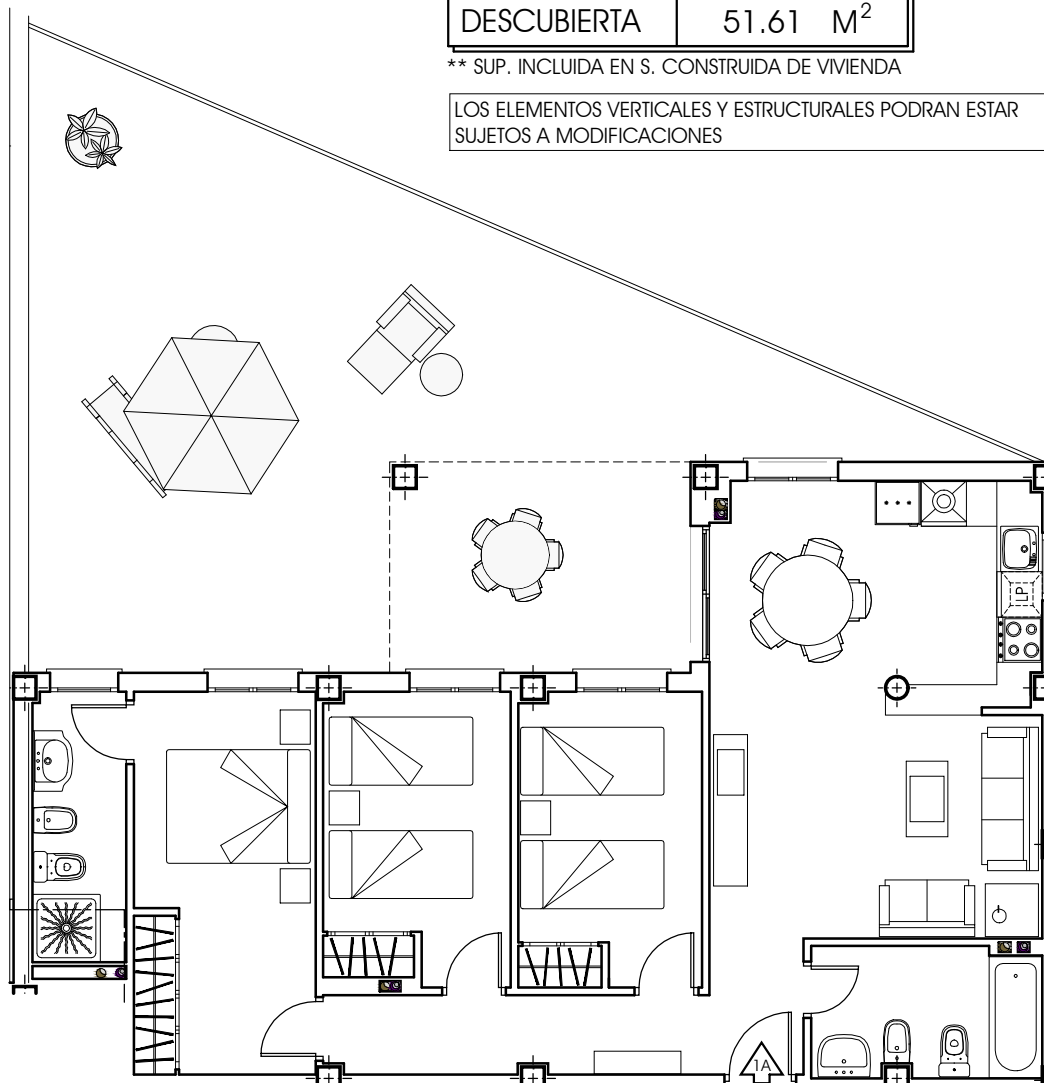 DESCUBIERTA 51.61 M²
** SUP. INCLUIDA EN S. CONSTRUIDA DE VIVIENDA
LOS ELEMENTOS VERTICALES Y ESTRUCTURALES PODRAN ESTAR
SUJETOS A MODIFICACIONES
LP
1A